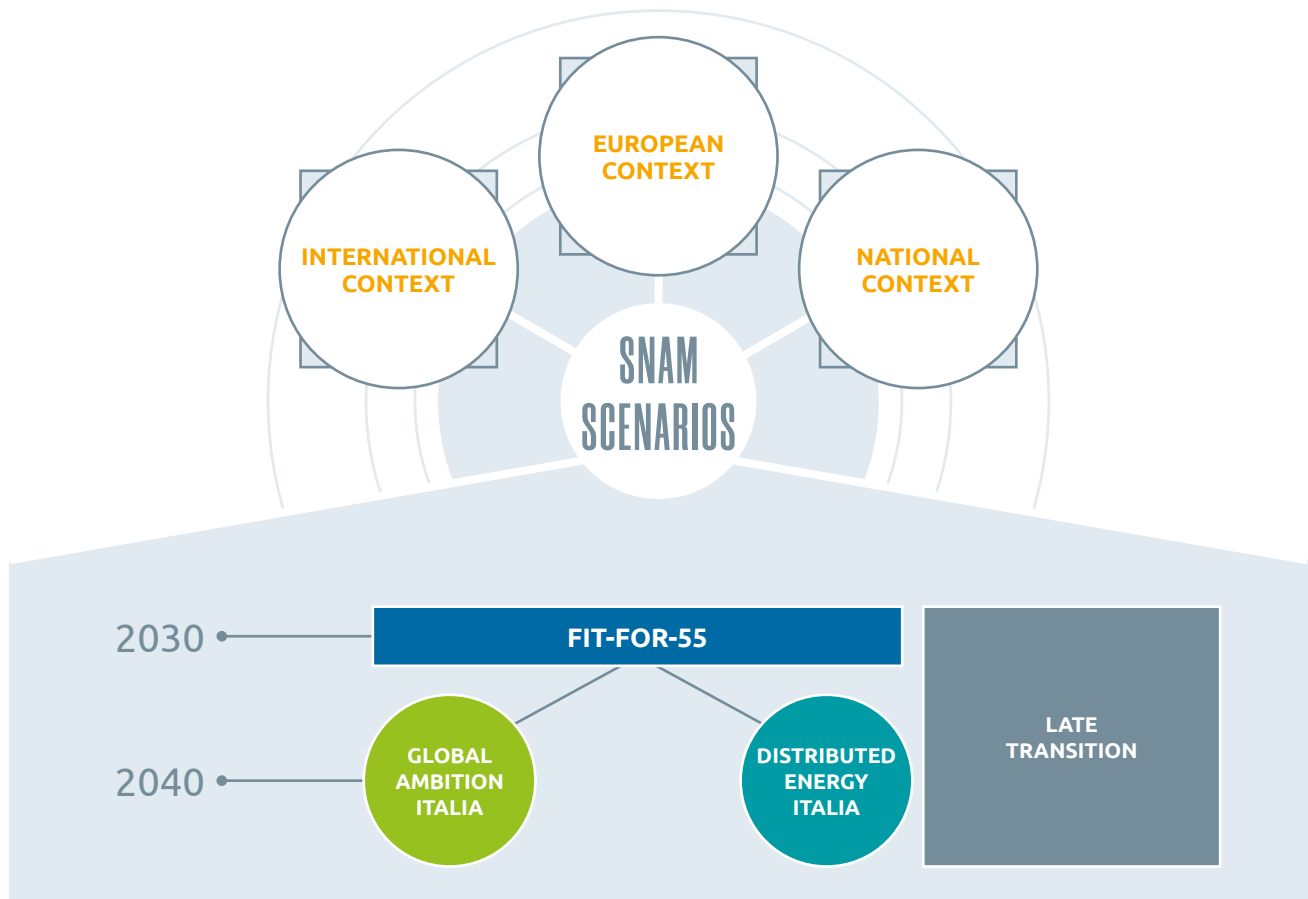 EUROPEAN
CONTEXT
INTERNATIONAL
CONTEXT
NATIONAL
CONTEXT
SNAM
SCENARIOS
2030
FIT-FOR-55
LATE
TRANSITION
2040
GLOBAL
AMBITION
ITALIA
DISTRIBUTED
ENERGY
ITALIA